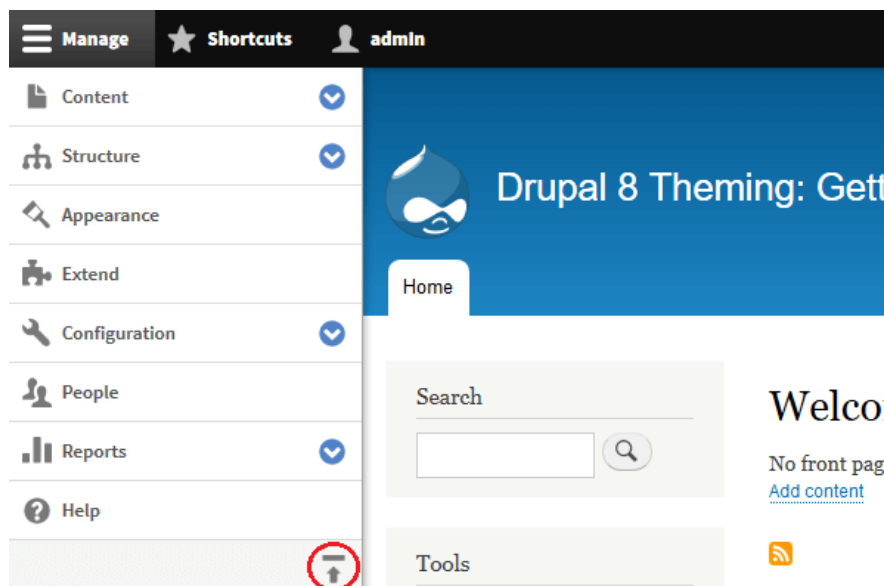 Manage Shortcuts admin
Content
Structure
Appearance
Extend
Configuration
People
Reports
Help
Drupal 8 Theming: Gett
Home
Search
Tools
Welco
No front pag
Add content